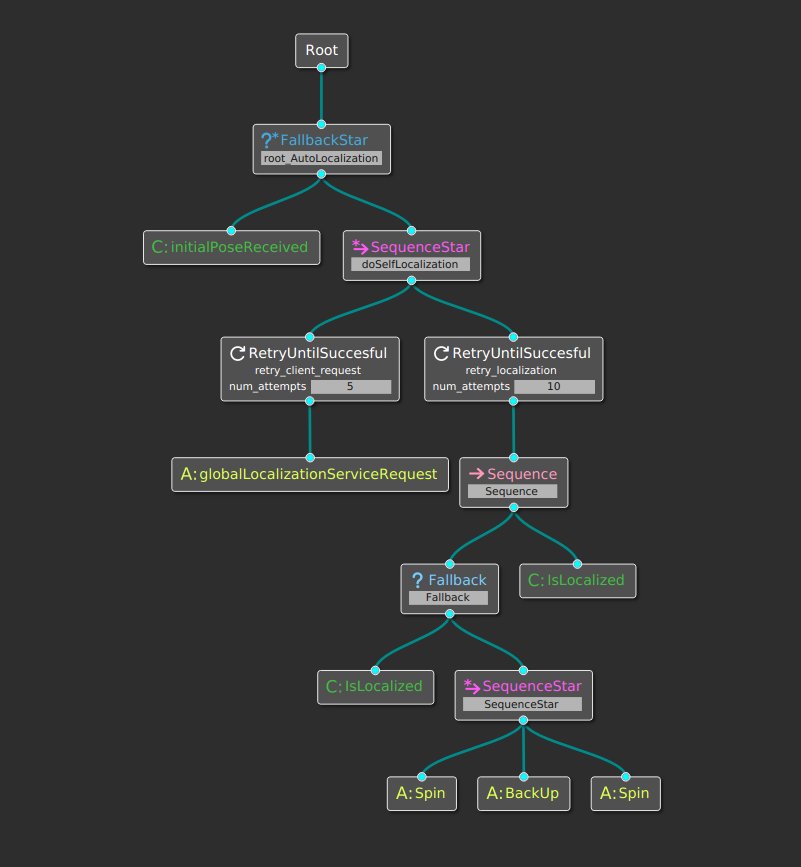 Root
?*FallbackStar
root_AutoLocalization
C:initialPoseReceived
*→SequenceStar
doSelfLocalization
RetryUntilSuccesful
retry_client_request
num_attempts 5
RetryUntilSuccesful
retry_localization
num_attempts 10
A:globalLocalizationServiceRequest
→Sequence
Sequence
?Fallback
Fallback
C:IsLocalized
C:IsLocalized
*→SequenceStar
SequenceStar
A:Spin
A:BackUp
A:Spin